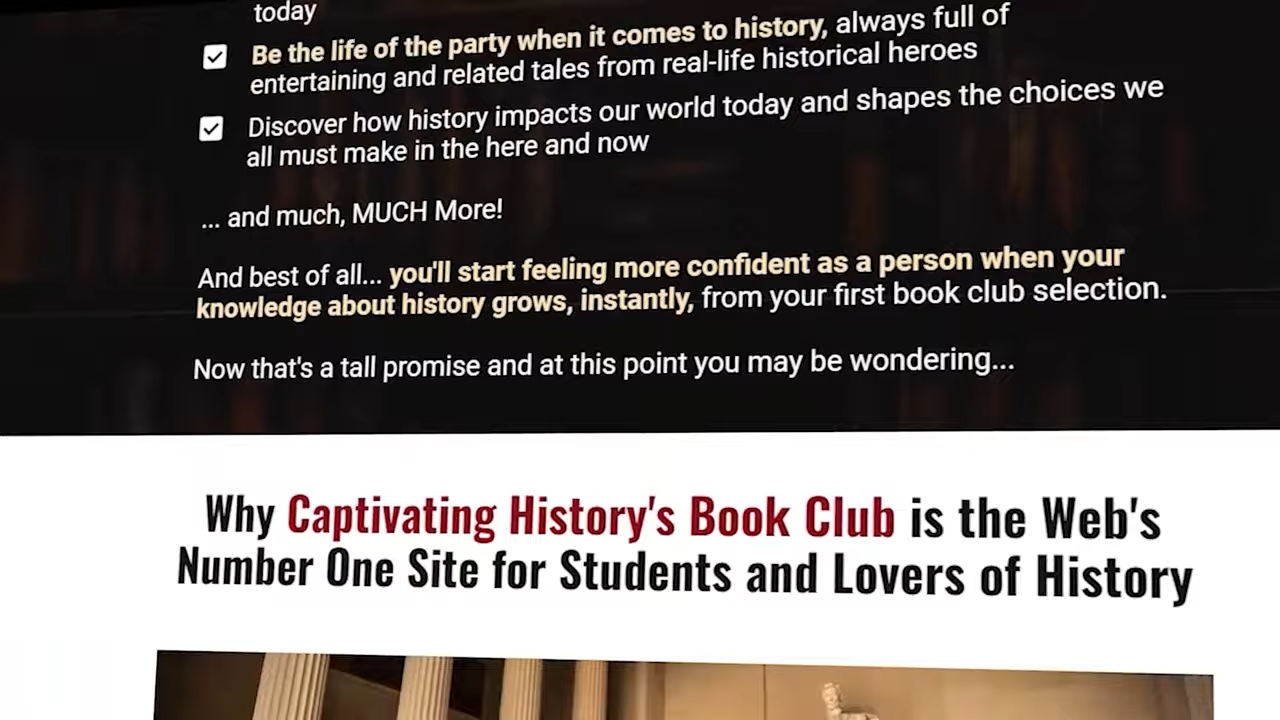 today
Be the life of the party when it comes to history, always full of
entertaining and related tales from real-life historical heroes
Discover how history impacts our world today and shapes the choices we
all must make in the here and now
... and much, MUCH More!
And best of all... you'll start feeling more confident as a person when your
knowledge about history grows, instantly, from your first book club selection.
Now that's a tall promise and at this point you may be wondering...
Why Captivating History's Book Club is the Web's
Number One Site for Students and Lovers of History